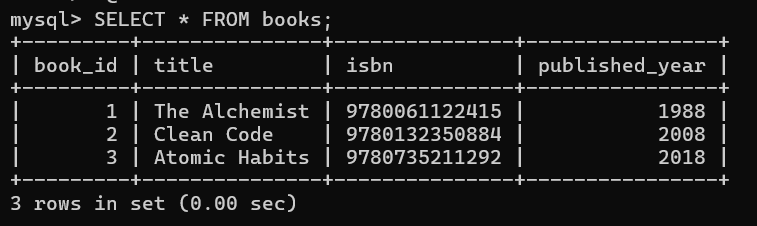 mysql> SELECT * FROM books;
+---------+---------------+---------------+----------------+
| book_id | title         | isbn          | published_year |
+---------+---------------+---------------+----------------+
|       1 | The Alchemist | 9780061122415 |           1988 |
|       2 | Clean Code    | 9780132350884 |           2008 |
|       3 | Atomic Habits | 9780735211292 |           2018 |
+---------+---------------+---------------+----------------+
3 rows in set (0.00 sec)